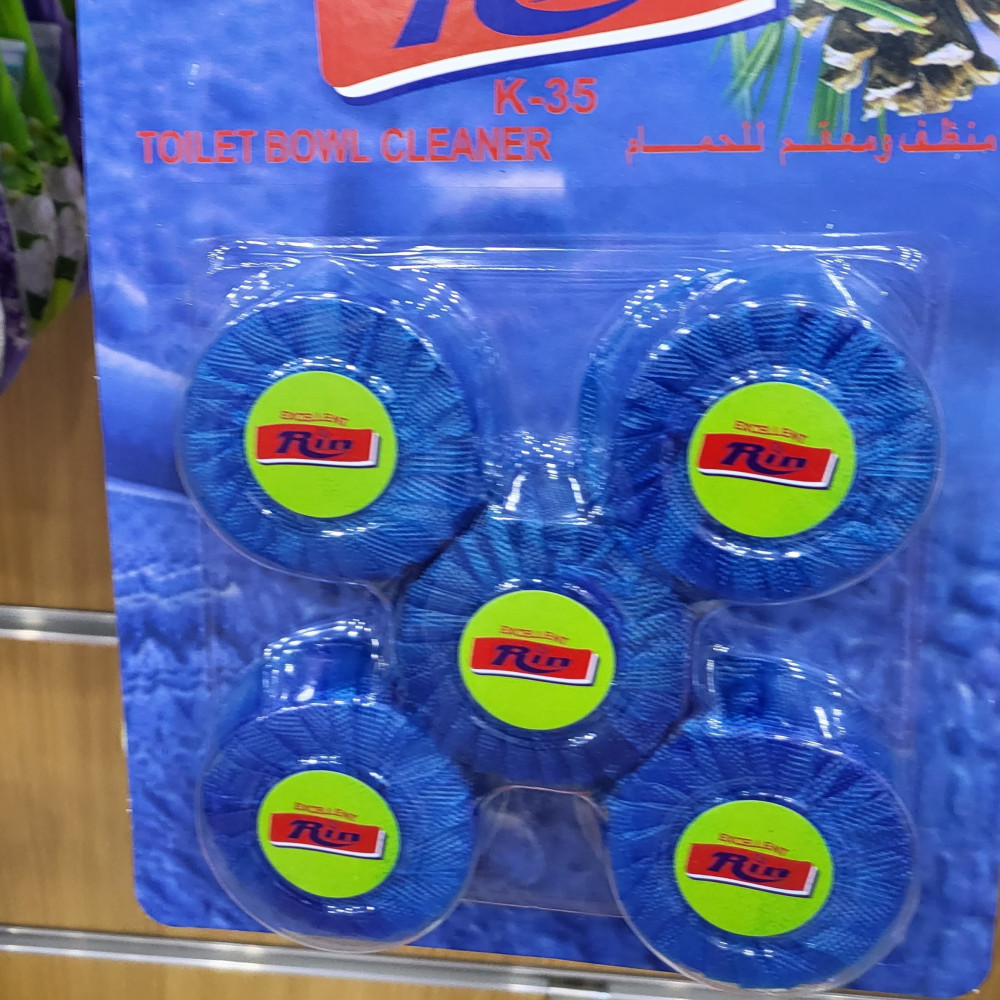 K-35
TOILET BOWL CLEANER
منظف ومعقم للحمام
EXCELLENT
Rin
EXCELLENT
Rin
EXCELLENT
Rin
EXCELLENT
Rin
EXCELLENT
Rin